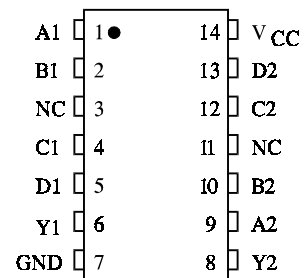 A1 1 14 VCC
B1 2 13 D2
NC 3 12 C2
C1 4 11 NC
D1 5 10 B2
Y1 6 9 A2
GND 7 8 Y2